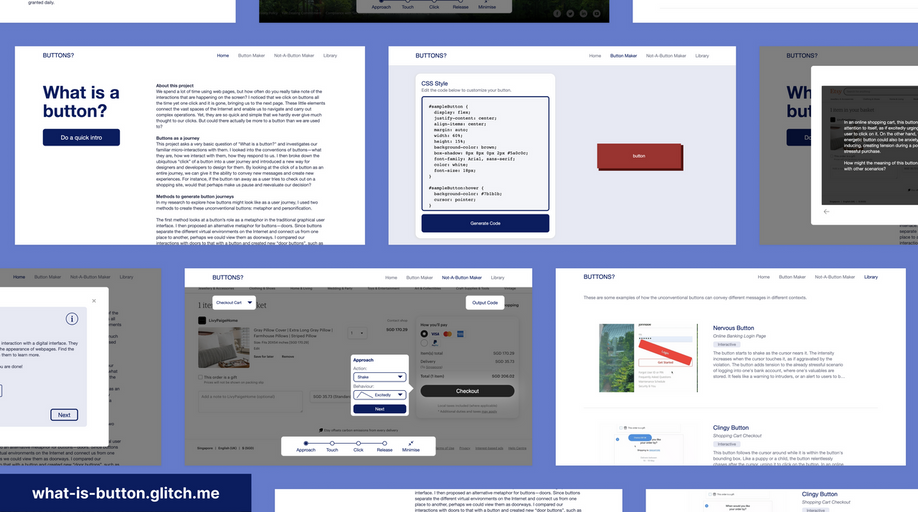 granted daily.
Approach Touch Click Release Minimise
BUTTONS?
Home Button Maker Not-A-Button Maker Library
What is a
button?
Do a quick intro
About this project
We spend a lot of time using web pages, but how often do you really take note of the
interactions that are happening on the screen? I noticed that we click on buttons all
the time yet one click and it is gone, bringing us to the next page. These little elements
connect the vast spaces of the Internet and enable us to navigate and carry out
complex operations. Yet, they are so quick and simple that we hardly ever give much
thought to our clicks. But could there actually be more to a button than we are used
to?
Buttons as a journey
This project asks a very basic question of "What is a button?" and investigates our
familiar micro-interactions with them. I looked into the conventions of buttons—what
they are, how we interact with them, how they respond to us. I then broke down the
ubiquitous "click" of a button into a user journey and introduced a new way for
designers and developers to design for buttons. By looking at the click of a button as an
entire journey, we can give it the ability to convey new messages and create new
experiences. For instance, if the button ran away as a user tries to check out on a
shopping site, would that perhaps make us pause and reevaluate our decision?
Methods to generate button journeys
In my research to explore how buttons might look like as a user journey, I used two
methods to create these unconventional buttons: metaphor and personification.
The first method looks at a button's role as a metaphor in the traditional graphical user
interface. I then proposed an alternative metaphor for buttons—doors. Since buttons
separate the different virtual environments on the Internet and connect us from one
place to another, perhaps we could view them as doorways. I compared our
interactions with doors to that with a button and created new "door buttons", such as
BUTTONS?
Home Button Maker Not-A-Button Maker Library
CSS Style
Edit the code below to customize your button.
#sampleButton {
display: flex;
justify-content: center;
align-items: center;
margin: auto;
width: 60%;
height: 15%;
background-color: brown;
box-shadow: 8px 8px 0px 2px #5a0c0c;
font-family: Arial, sans-serif;
color: white;
font-size: 18px;
}
#sampleButton:hover {
background-color: #7b1b1b;
cursor: pointer;
}
Generate Code
button
BUTTONS?
Wh
bu
Do
In an online shopping cart, this button
attention to itself, as if excitedly urging
user to click on it. On the other hand,
energetic button could also be anxiety
inducing, creating tension during a po
stressful purchase.
How might the meaning of this button
with other scenarios?
←
Home Button Maker Not-A-Button Maker Library
×
i
interaction with a digital interface. They
the appearance of webpages. Find the
them to learn more.
you are done!
Next
BUTTONS?
Home Button Maker Not-A-Button Maker Library
Checkout Cart
Output Code
Approach
Action:
Shake
Behaviour:
Excitedly
Next
How you'll pay
Checkout
Approach Touch Click Release Minimise
BUTTONS?
Home Button Maker Not-A-Button Maker Library
These are some examples of how the unconventional buttons can convey different messages in different contexts.
Nervous Button
Online Banking Login Page
Interactive
The button starts to shake as the cursor nears it. The intensity
increases when the cursor touches it, as if aggravated by the
violation. The button adds tension to the already stressful scenario
of logging into one's bank account, where one's valuables are
stored. It feels like a warning to intruders, or an alert to users to b...
Clingy Button
Shopping Cart Checkout
Interactive
This button follows the cursor around while it is within the button's
bounding box. Like a puppy or a child, the button relentlessly
chases after the cursor, urging it to click on the button. In an online
what-is-button.glitch.me
interface. I then proposed an alternative metaphor for buttons—doors. Since buttons
separate the different virtual environments on the Internet and connect us from one
place to another, perhaps we could view them as doorways. I compared our
interactions with doors to that with a button and created new "door buttons", such as
Clingy Button
Shopping Cart Checkout